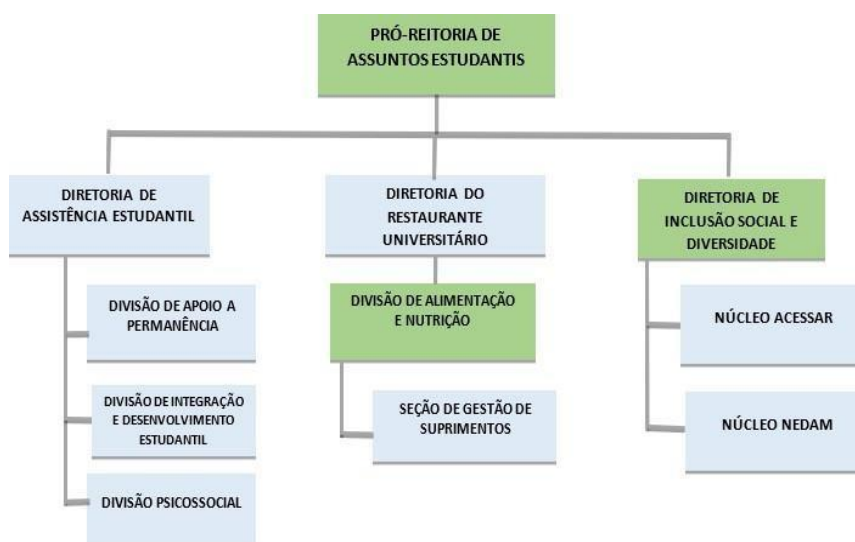 PRÓ-REITORIA DE
ASSUNTOS ESTUDANTIS
DIRETORIA DE
ASSISTÊNCIA ESTUDANTIL
DIRETORIA DO
RESTAURANTE
UNIVERSITÁRIO
DIRETORIA DE
INCLUSÃO SOCIAL E
DIVERSIDADE
DIVISÃO DE APOIO A
PERMANÊNCIA
DIVISÃO DE INTEGRAÇÃO
E DESENVOLVIMENTO
ESTUDANTIL
DIVISÃO PSICOSSOCIAL
DIVISÃO DE ALIMENTAÇÃO
E NUTRIÇÃO
SEÇÃO DE GESTÃO DE
SUPRIMENTOS
NÚCLEO ACESSAR
NÚCLEO NEDAM